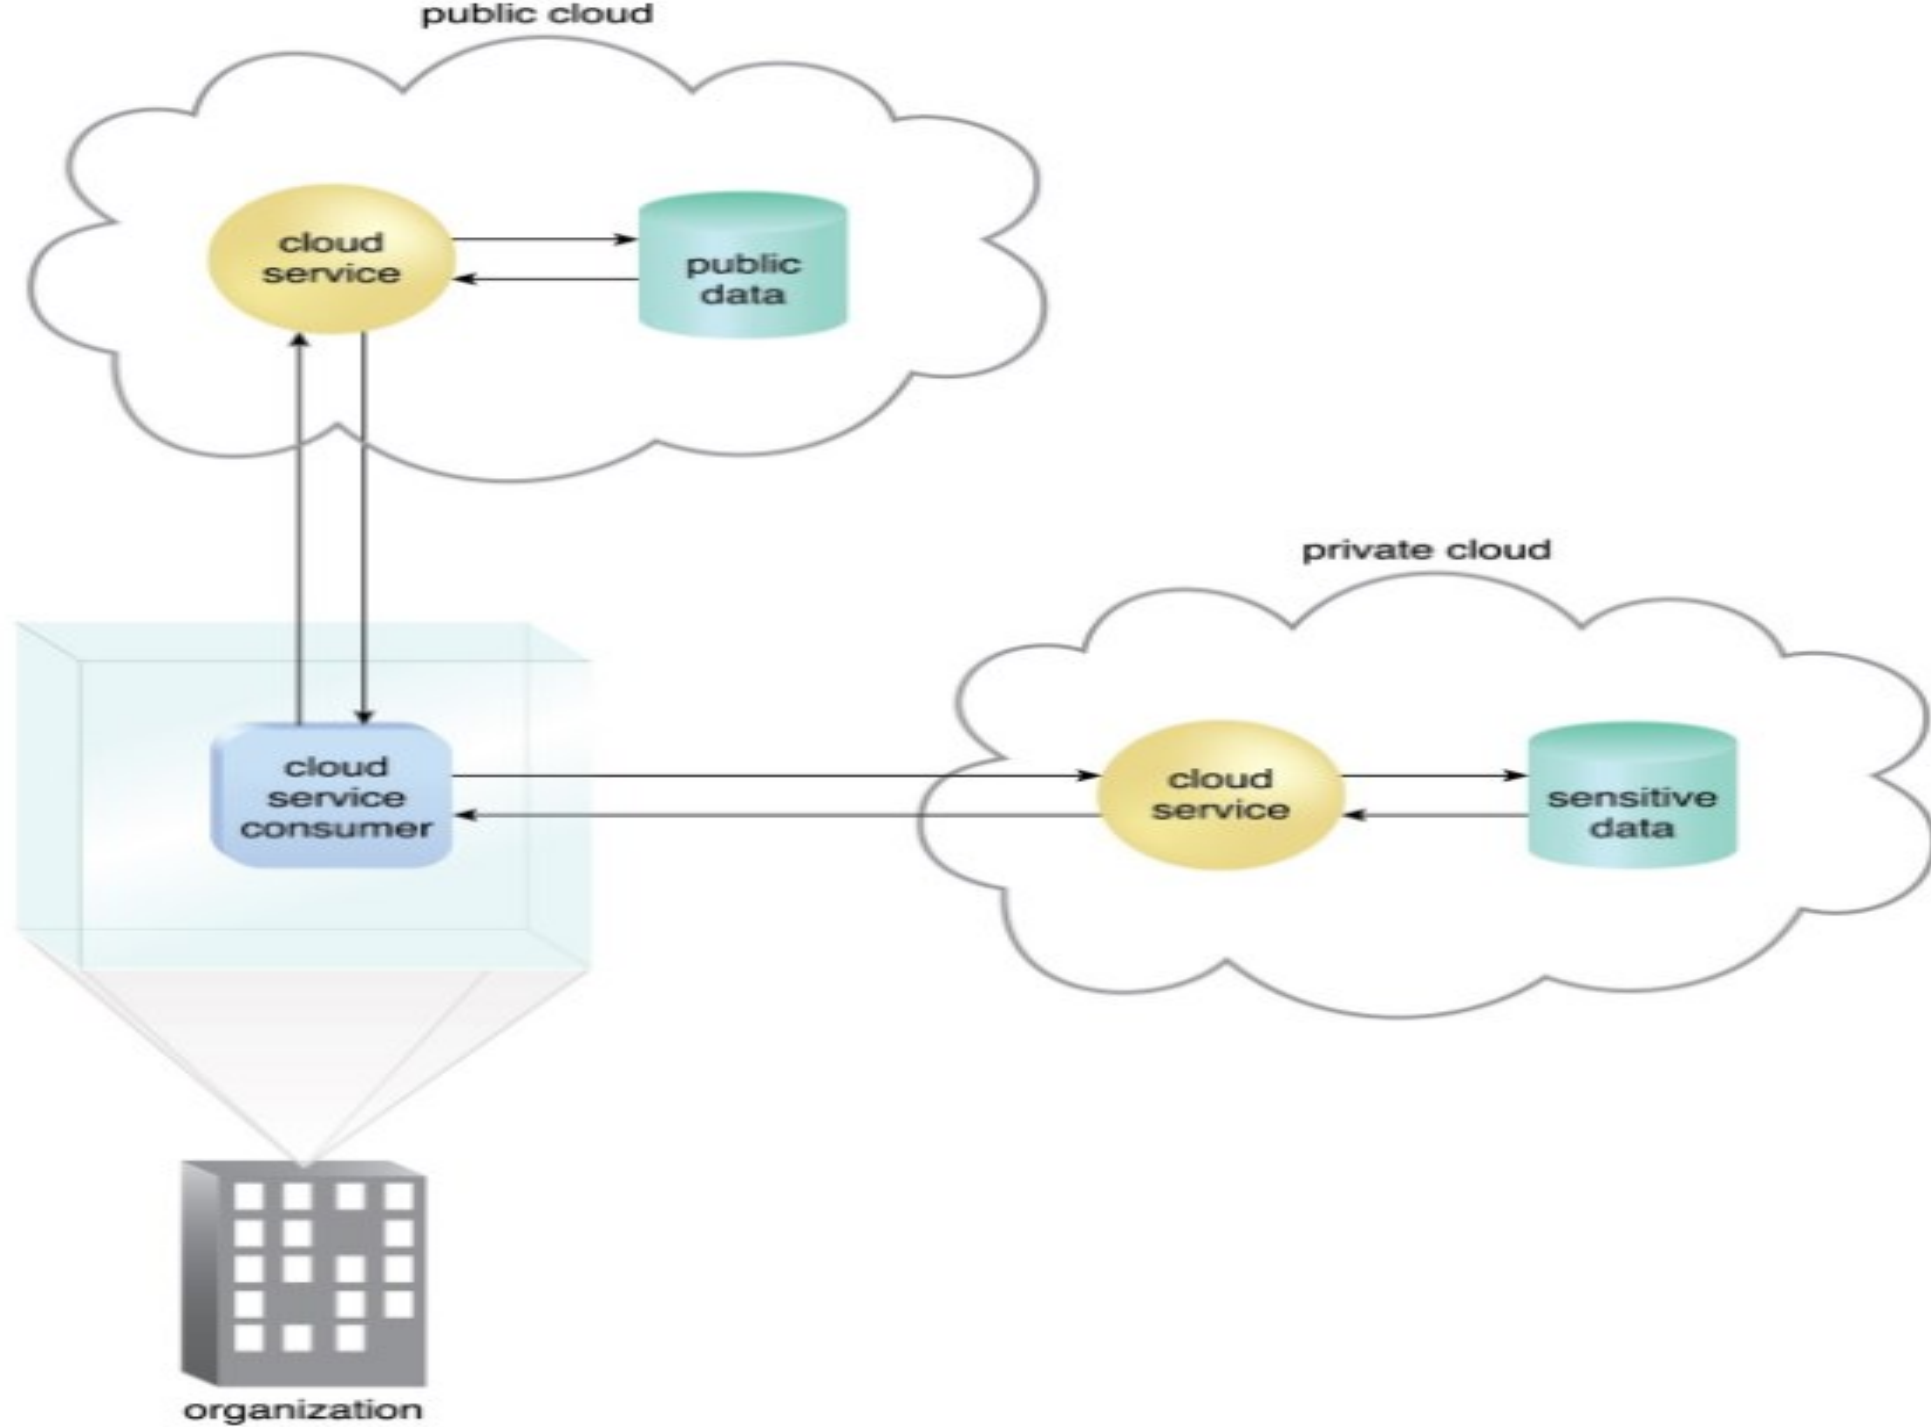 public cloud
cloud
service
public
data
private cloud
cloud
service
consumer
cloud
service
sensitive
data
organization